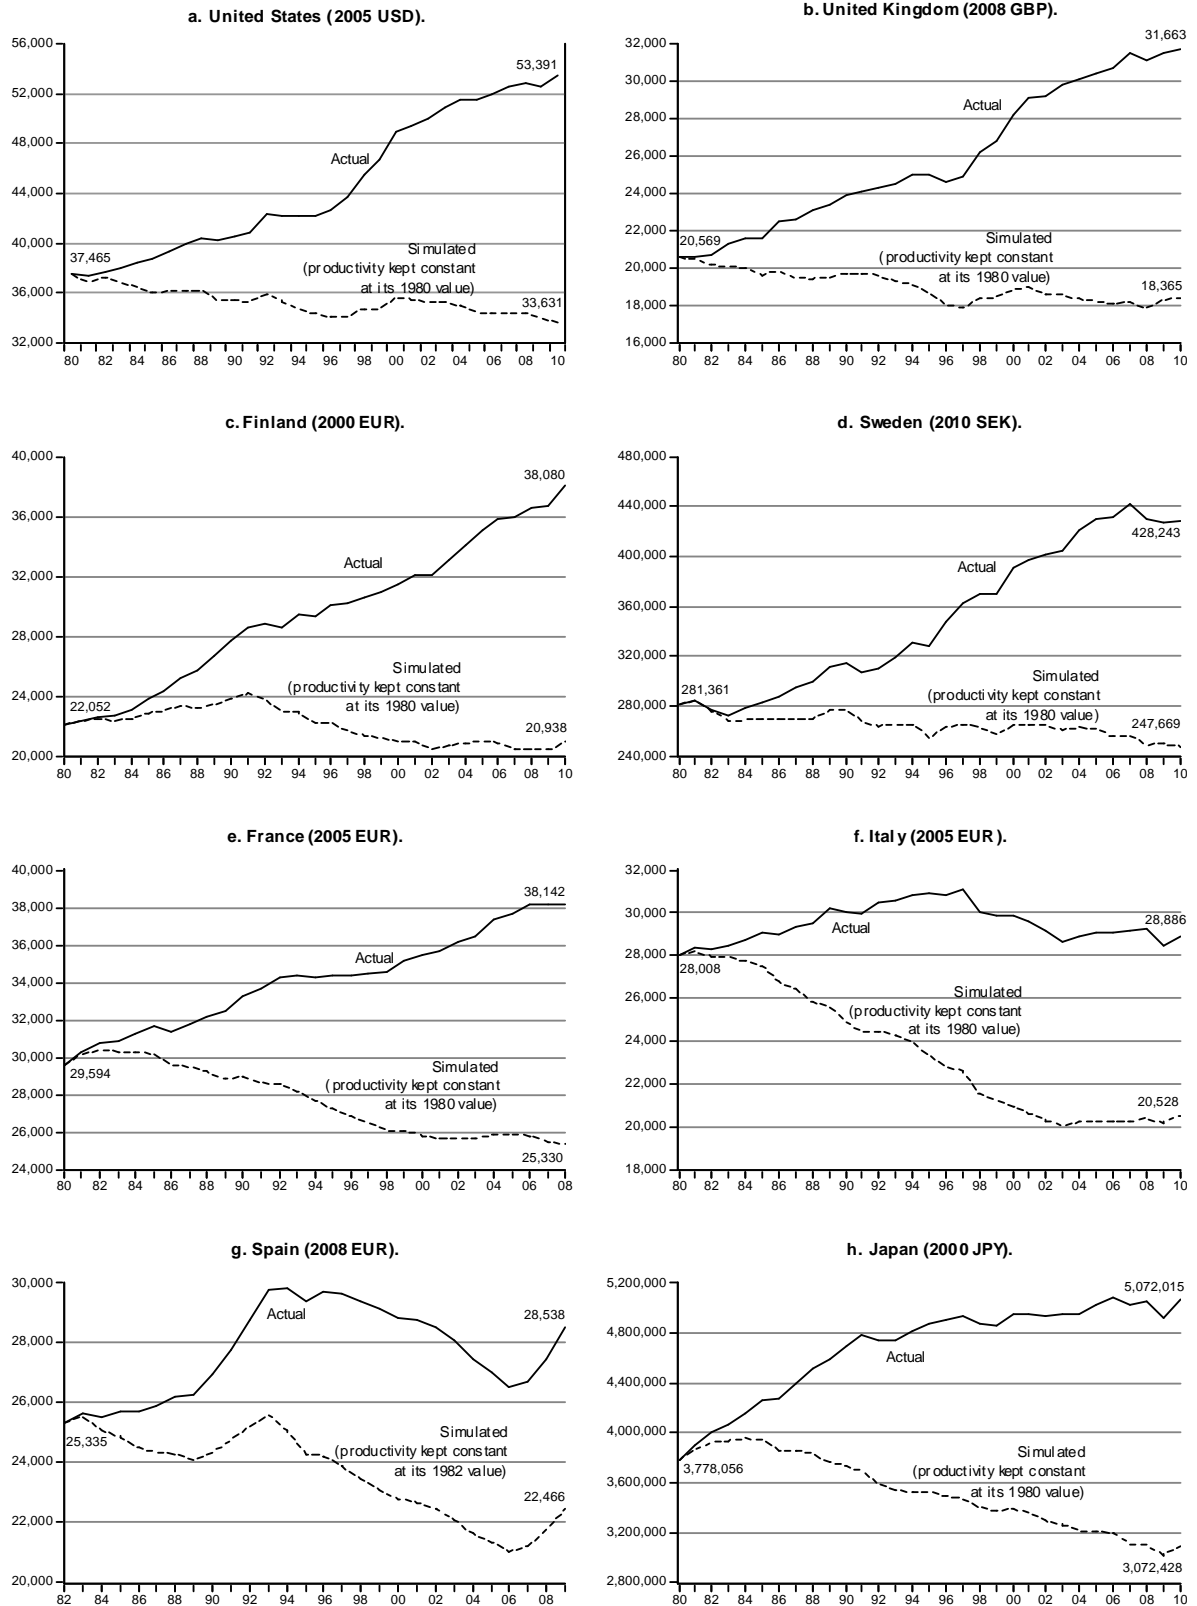 a. United States (2005 USD).
56,000
52,000
48,000
44,000
40,000
36,000
32,000
53,391
Actual
37,465
Simulated
(productivity kept constant
at its 1980 value)
33,631
80 82 84 86 88 90 92 94 96 98 00 02 04 06 08 10
b. United Kingdom (2008 GBP).
32,000
30,000
28,000
26,000
24,000
22,000
20,000
18,000
16,000
31,663
Actual
20,569
Simulated
(productivity kept constant
at its 1980 value)
18,365
80 82 84 86 88 90 92 94 96 98 00 02 04 06 08 10
c. Finland (2000 EUR).
40,000
36,000
32,000
28,000
24,000
20,000
38,080
Actual
22,052
Simulated
(productivity kept constant
at its 1980 value)
20,938
80 82 84 86 88 90 92 94 96 98 00 02 04 06 08 10
d. Sweden (2010 SEK).
480,000
440,000
400,000
360,000
320,000
280,000
240,000
428,243
Actual
281,361
Simulated
(productivity kept constant
at its 1980 value)
247,669
80 82 84 86 88 90 92 94 96 98 00 02 04 06 08 10
e. France (2005 EUR).
40,000
38,000
36,000
34,000
32,000
30,000
28,000
26,000
24,000
38,142
Actual
29,594
Simulated
(productivity kept constant
at its 1980 value)
25,330
80 82 84 86 88 90 92 94 96 98 00 02 04 06 08
f. Italy (2005 EUR).
32,000
30,000
28,000
26,000
24,000
22,000
20,000
18,000
28,886
Actual
28,008
Simulated
(productivity kept constant
at its 1980 value)
20,528
80 82 84 86 88 90 92 94 96 98 00 02 04 06 08 10
g. Spain (2008 EUR).
30,000
28,000
26,000
24,000
22,000
20,000
Actual
28,538
25,335
Simulated
(productivity kept constant
at its 1982 value)
22,466
82 84 86 88 90 92 94 96 98 00 02 04 06 08
h. Japan (2000 JPY).
5,200,000
4,800,000
4,400,000
4,000,000
3,600,000
3,200,000
2,800,000
5,072,015
Actual
3,778,056
Simulated
(productivity kept constant
at its 1980 value)
3,072,428
80 82 84 86 88 90 92 94 96 98 00 02 04 06 08 10